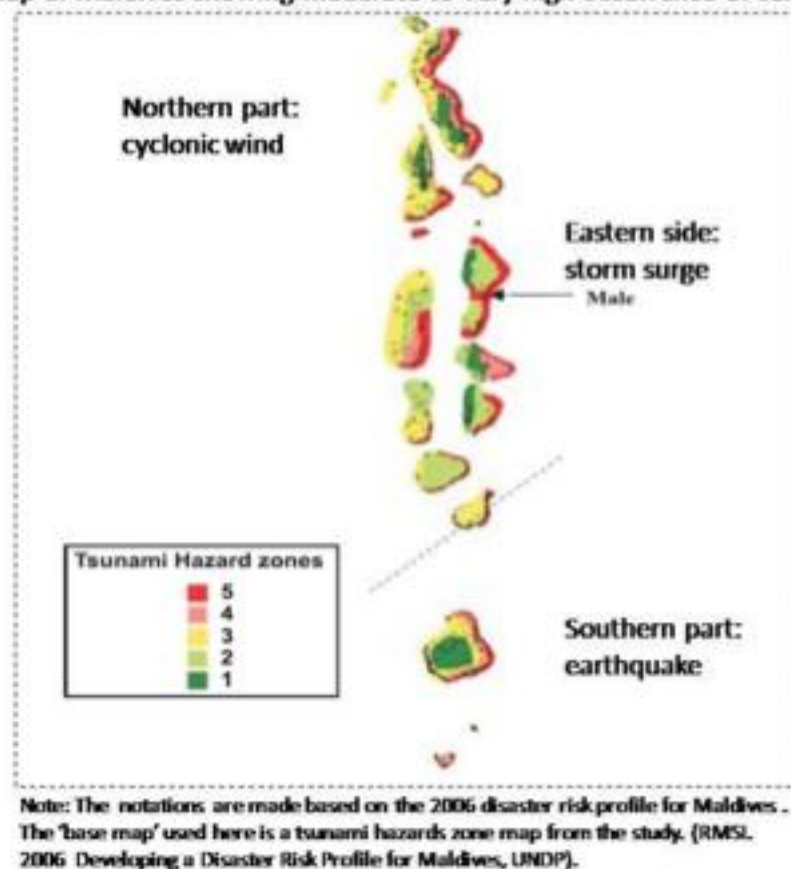 Northern part:
cyclonic wind
Eastern side:
storm surge
Male
Tsunami Hazard zones
5
4
3
2
1
Southern part:
earthquake
Note: The notations are made based on the 2006 disaster risk profile for Maldives .
The 'base map' used here is a tsunami hazards zone map from the study. (RMSI.
2006 Developing a Disaster Risk Profile for Maldives, UNDP).